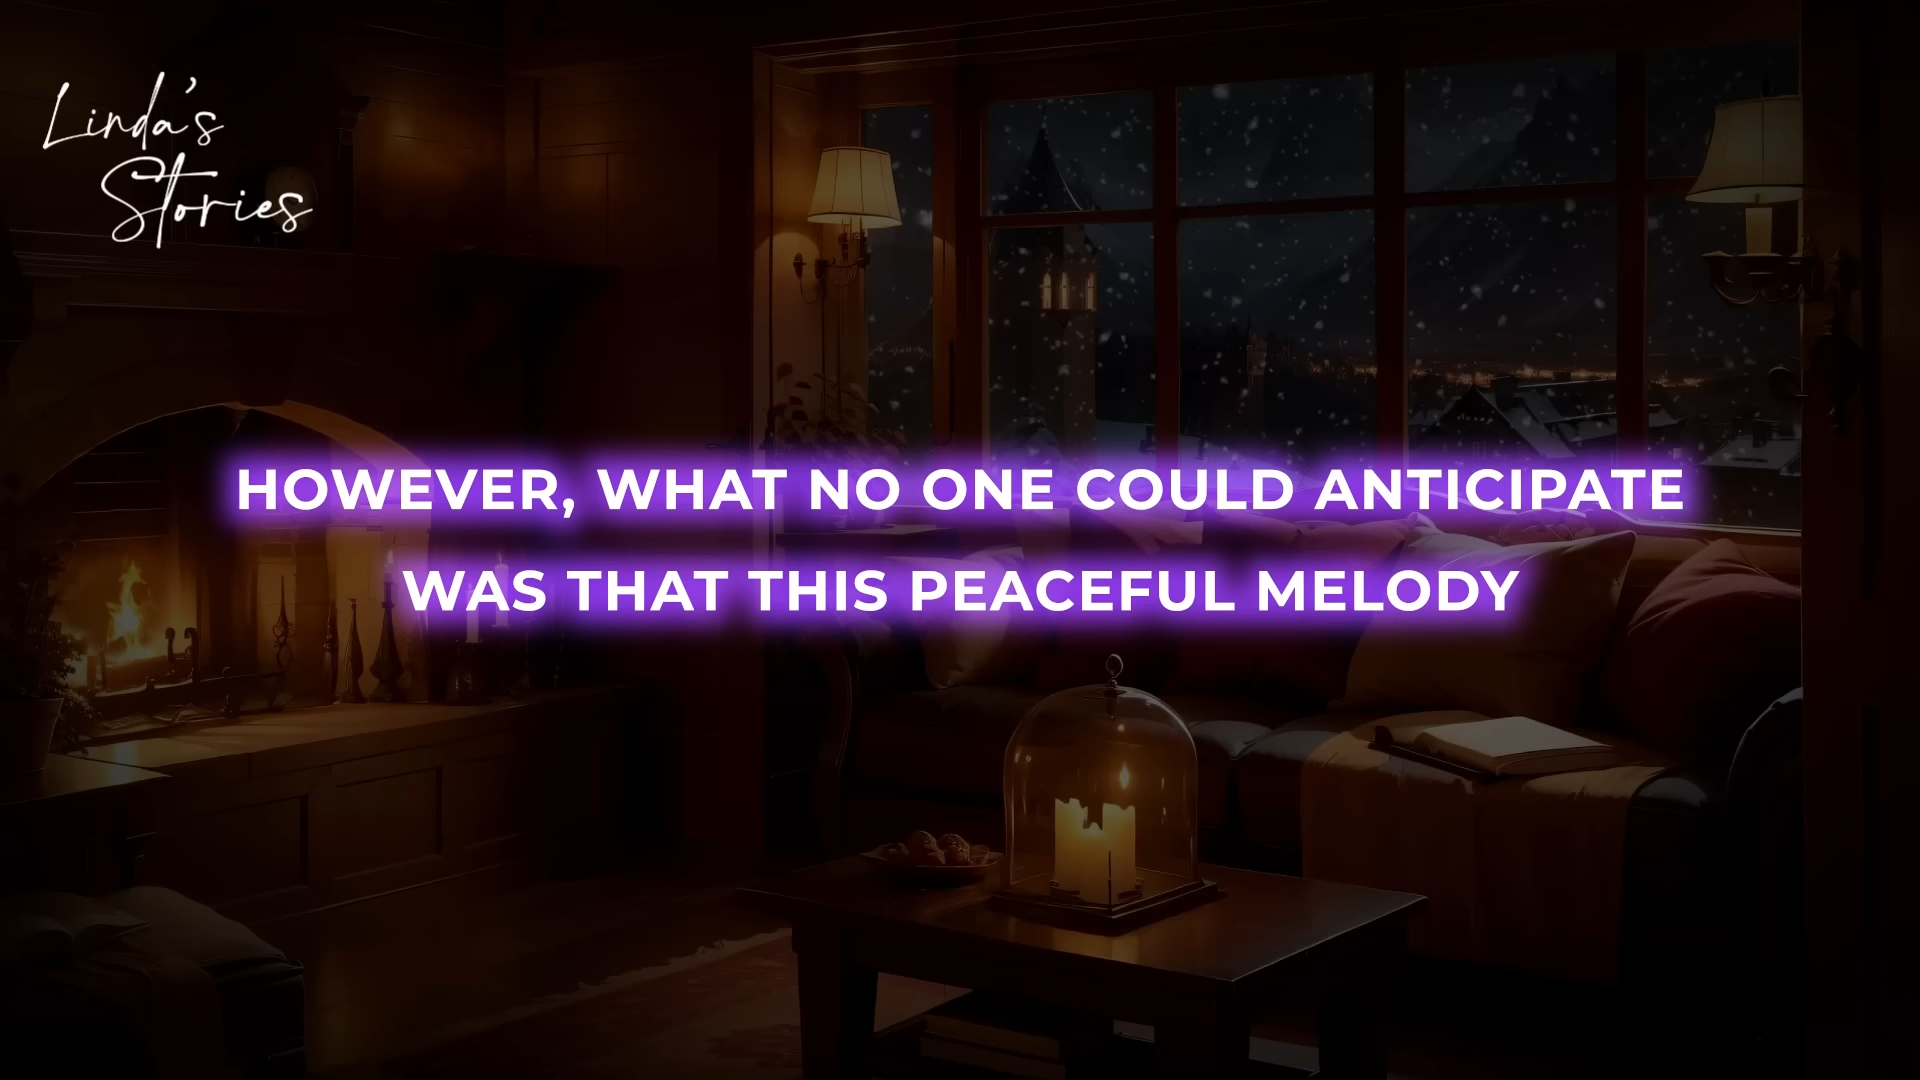 Linda's
Stories
HOWEVER, WHAT NO ONE COULD ANTICIPATE
WAS THAT THIS PEACEFUL MELODY